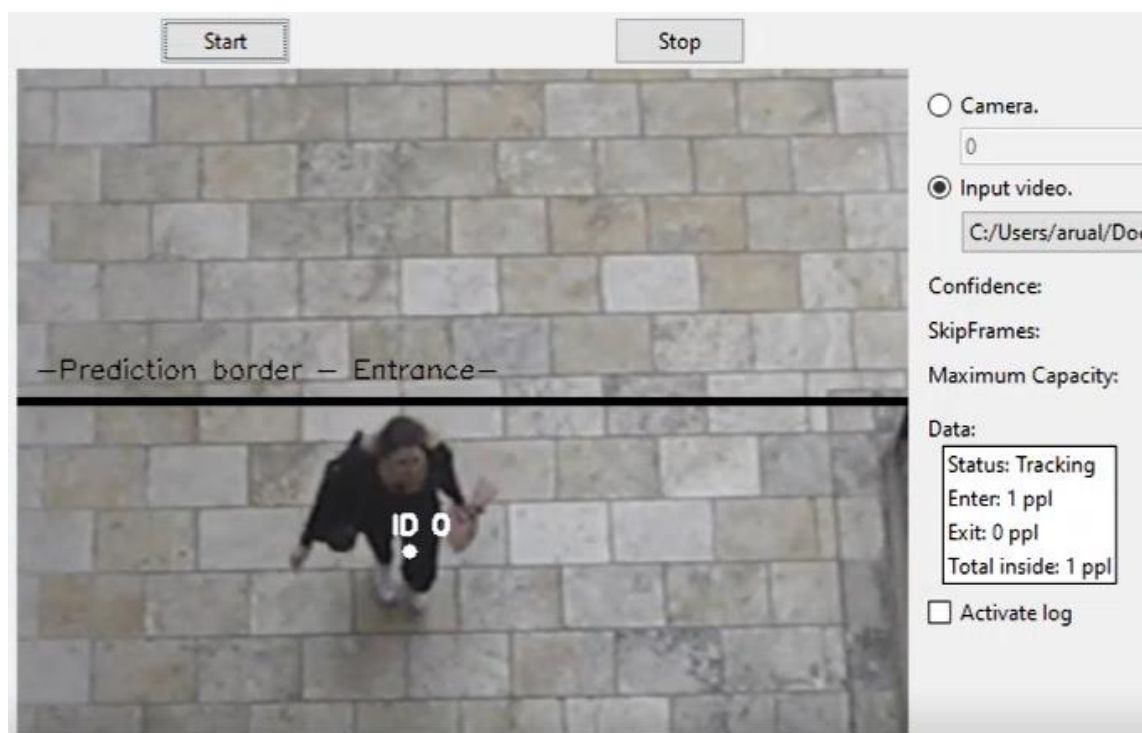 Start
Stop
Camera.
0
Input video.
C:/Users/arual/Do
Confidence:
SkipFrames:
Maximum Capacity:
—Prediction border — Entrance—
Data:
Status: Tracking
Enter: 1 ppl
Exit: 0 ppl
Total inside: 1 ppl
ID 0
Activate log